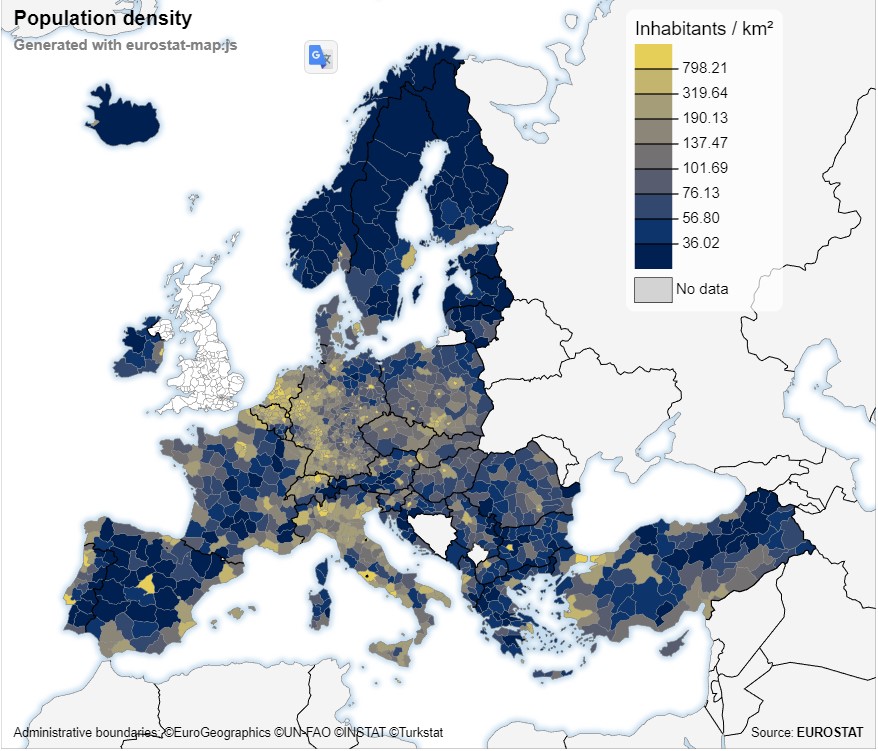 Population density
Generated with eurostat-map.js
G
Inhabitants / km²
798.21
319.64
190.13
137.47
101.69
76.13
56.80
36.02
No data
Administrative boundaries: ©EuroGeographics ©UN-FAO ©INSTAT ©Turkstat
Source: EUROSTAT